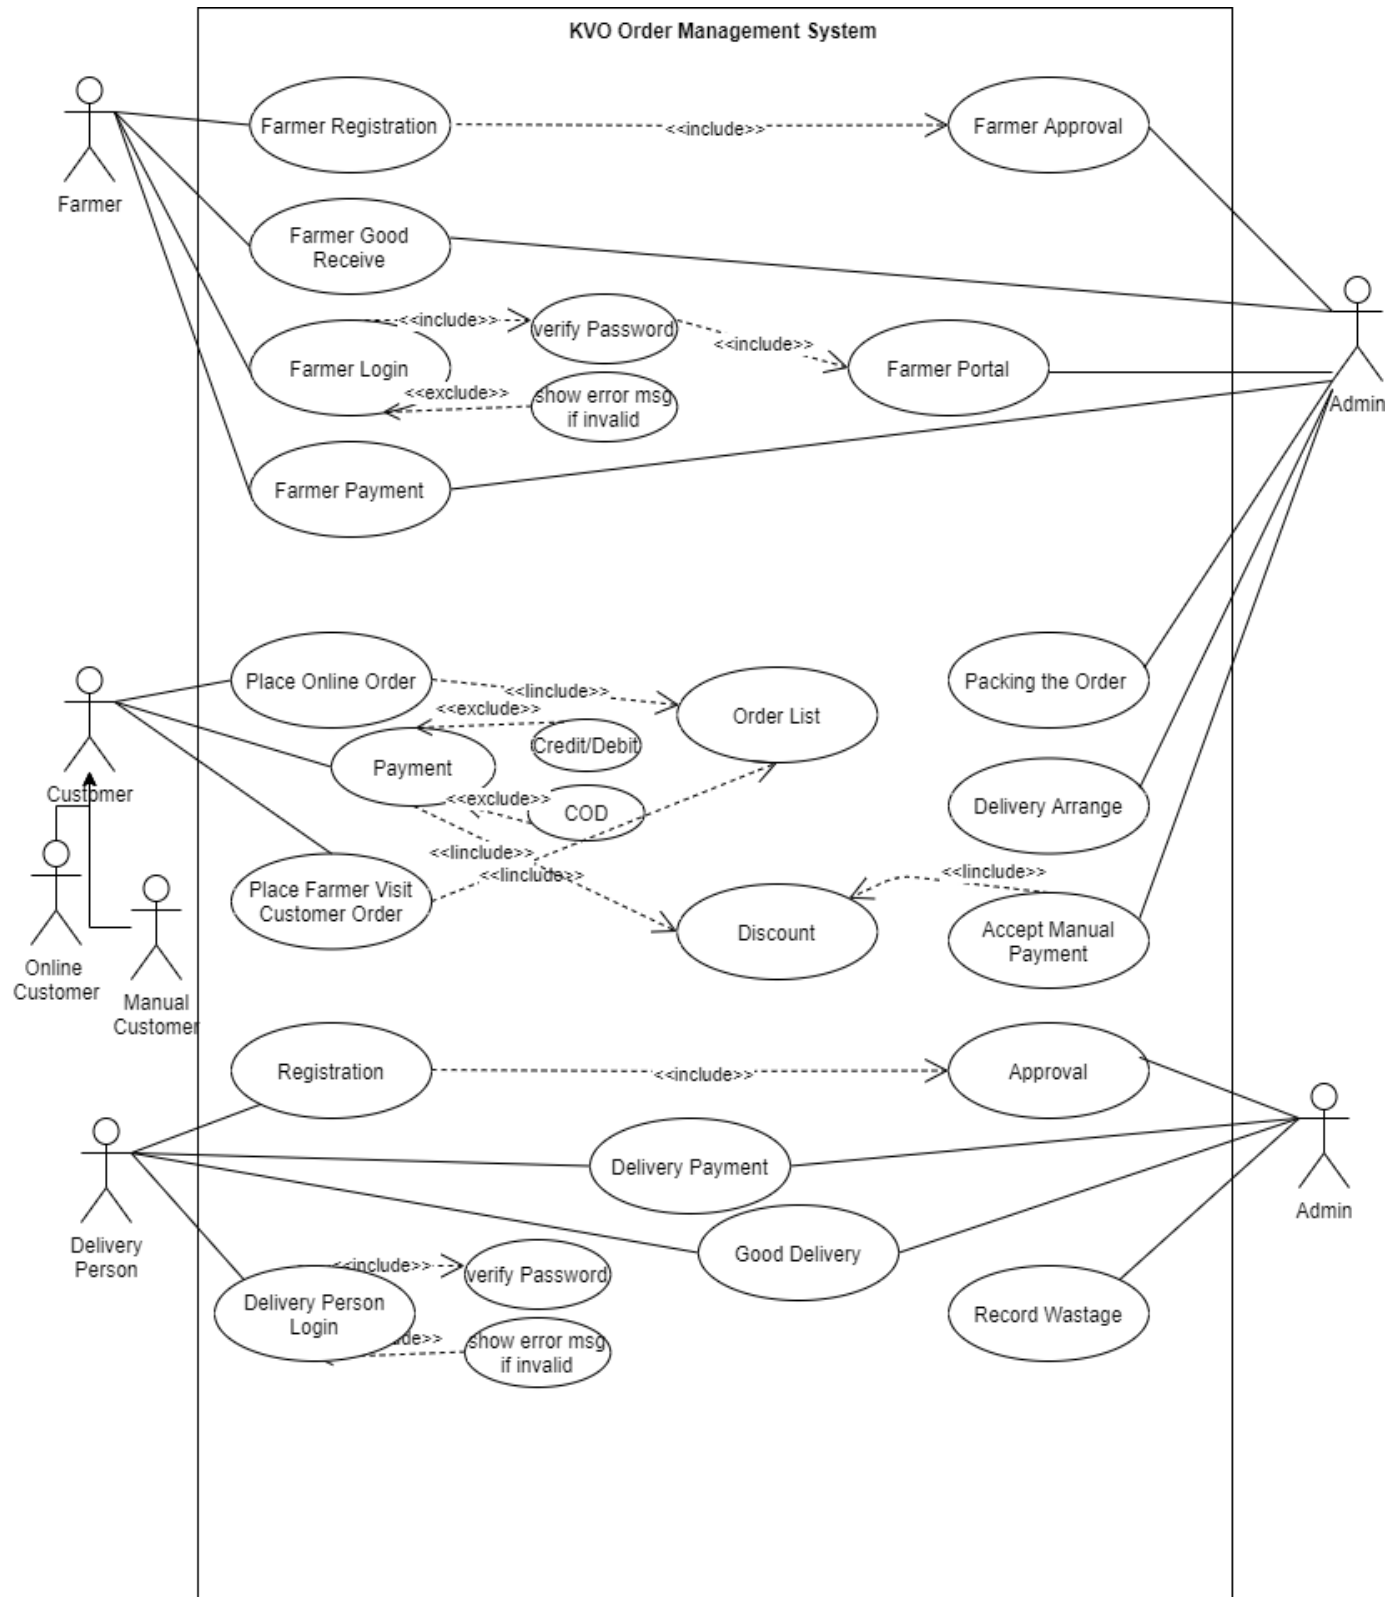 KVO Order Management System
Farmer Registration
<<include>>
Farmer Approval
Farmer
Farmer Good
Receive
<<include>>
verify Password
<<include>>
Farmer Login
Farmer Portal
<<exclude>>
show error msg
if invalid
Admin
Farmer Payment
Place Online Order
<<Iinclude>>
Packing the Order
<<exclude>>
Order List
Credit/Debit
Payment
Customer
<<exclude>>
COD
Delivery Arrange
<<Iinclude>>
<<Iinclude>>
<<Iinclude>>
Place Farmer Visit
Customer Order
Discount
Accept Manual
Payment
Online
Customer
Manual
Customer
Registration
<<include>>
Approval
Delivery Payment
Admin
Delivery
Person
Good Delivery
<<include>>
verify Password
Delivery Person
Login
show error msg
if invalid
Record Wastage